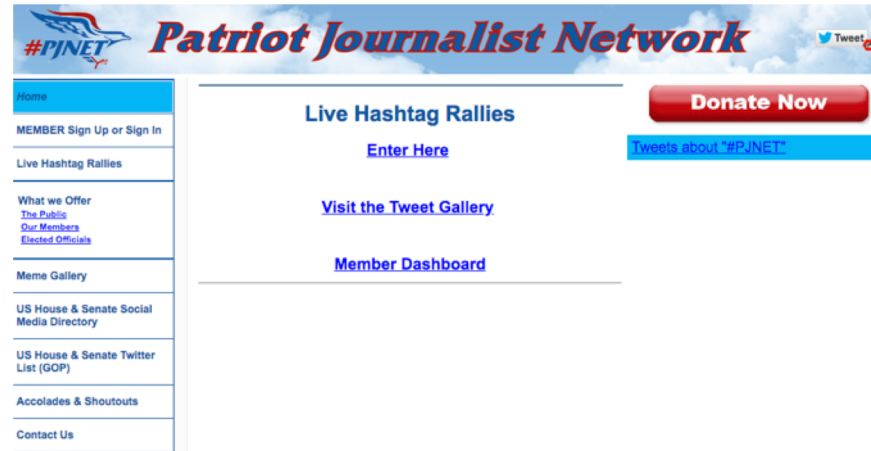 #PJNET
Patriot Journalist Network
Tweet
Home
MEMBER Sign Up or Sign In
Live Hashtag Rallies
What we Offer
The Public
Our Members
Elected Officials
Meme Gallery
US House & Senate Social
Media Directory
US House & Senate Twitter
List (GOP)
Accolades & Shoutouts
Contact Us
Live Hashtag Rallies
Enter Here
Visit the Tweet Gallery
Member Dashboard
Donate Now
Tweets about "#PJNET"